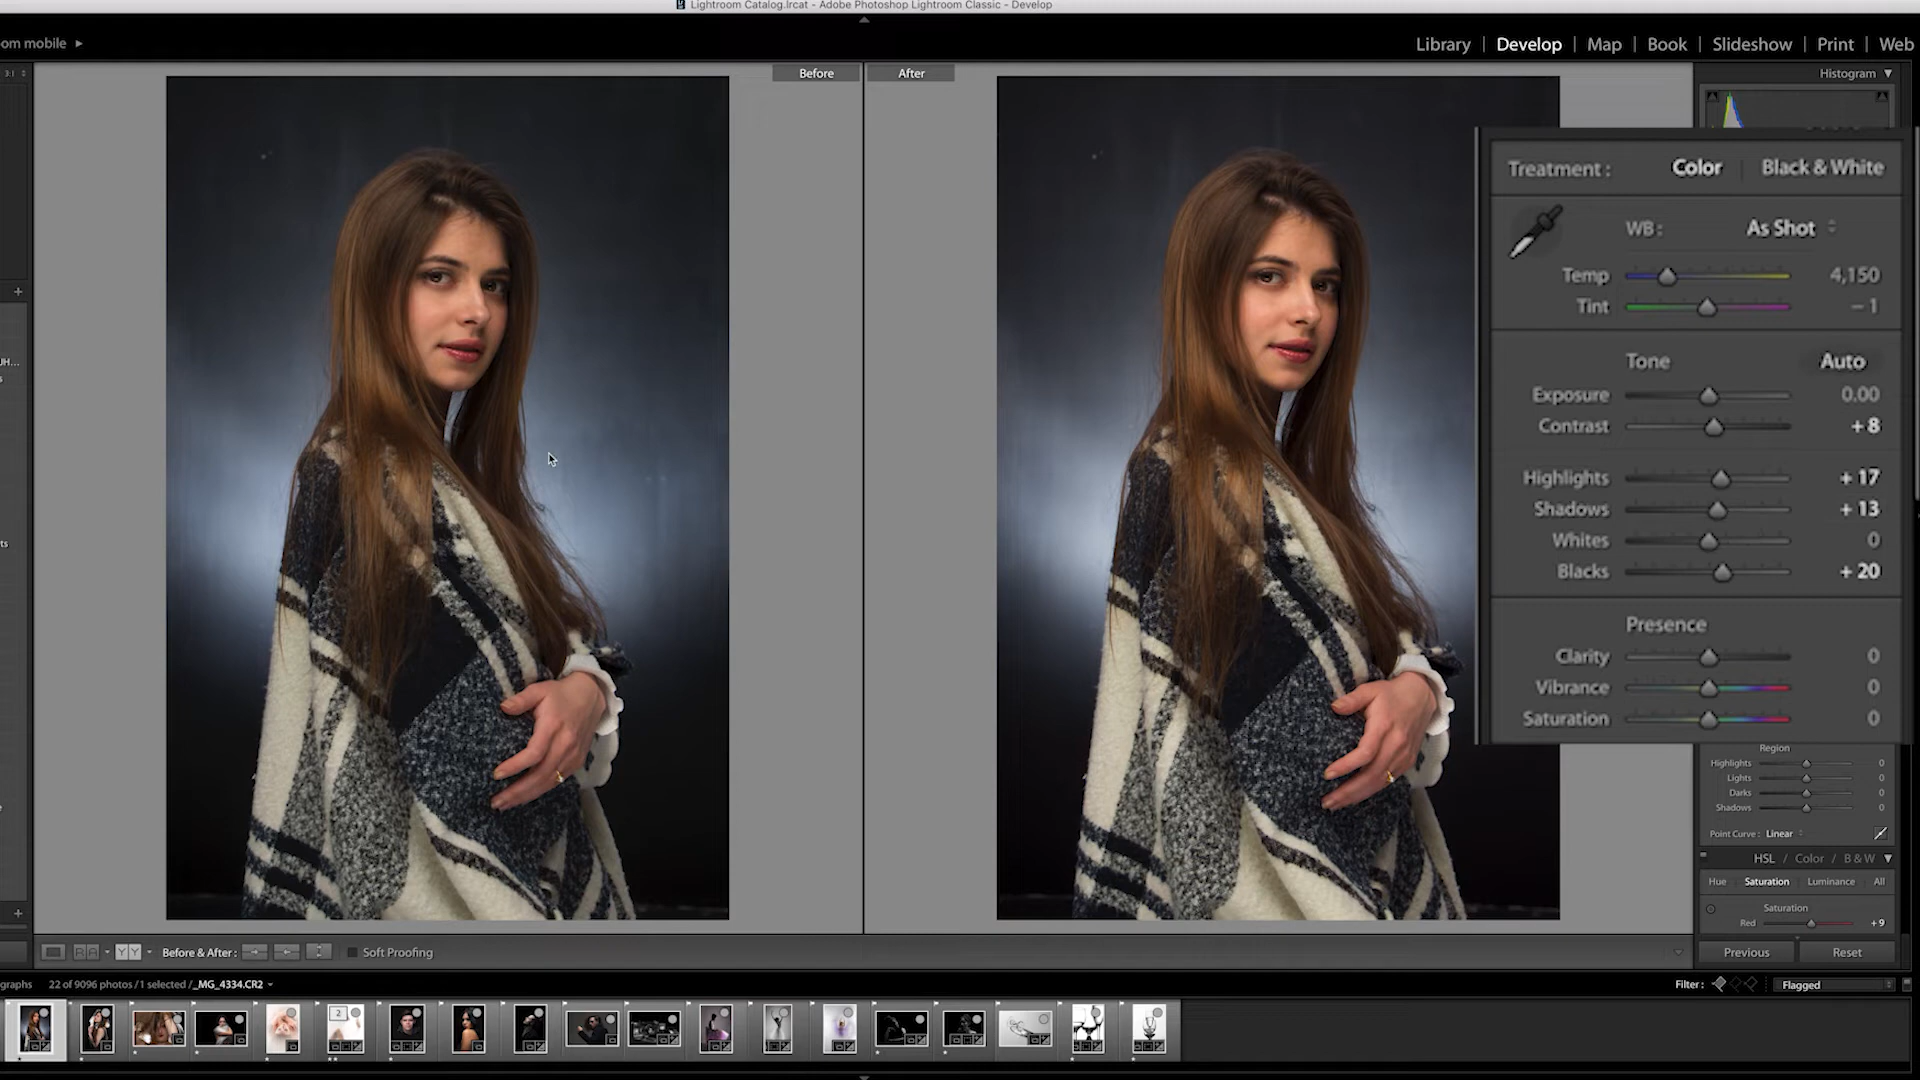 Lightroom Catalog.lrcat - Adobe Photoshop Lightroom Classic - Develop
om mobile
Library | Develop | Map | Book | Slideshow | Print | Web
3:1
Before
After
Histogram
Treatment : Color | Black & White
WB : As Shot
Temp 4,150
Tint – 1
Tone Auto
Exposure 0.00
Contrast + 8
Highlights + 17
Shadows + 13
Whites 0
Blacks + 20
Presence
Clarity 0
Vibrance 0
Saturation 0
Region
Highlights 0
Lights 0
Darks 0
Shadows 0
Point Curve : Linear
HSL / Color / B & W
Hue Saturation Luminance All
Saturation
Red + 9
Previous
Reset
Before & After :
Soft Proofing
graphs 22 of 9096 photos / 1 selected / _MG_4334.CR2
Filter : Flagged
2